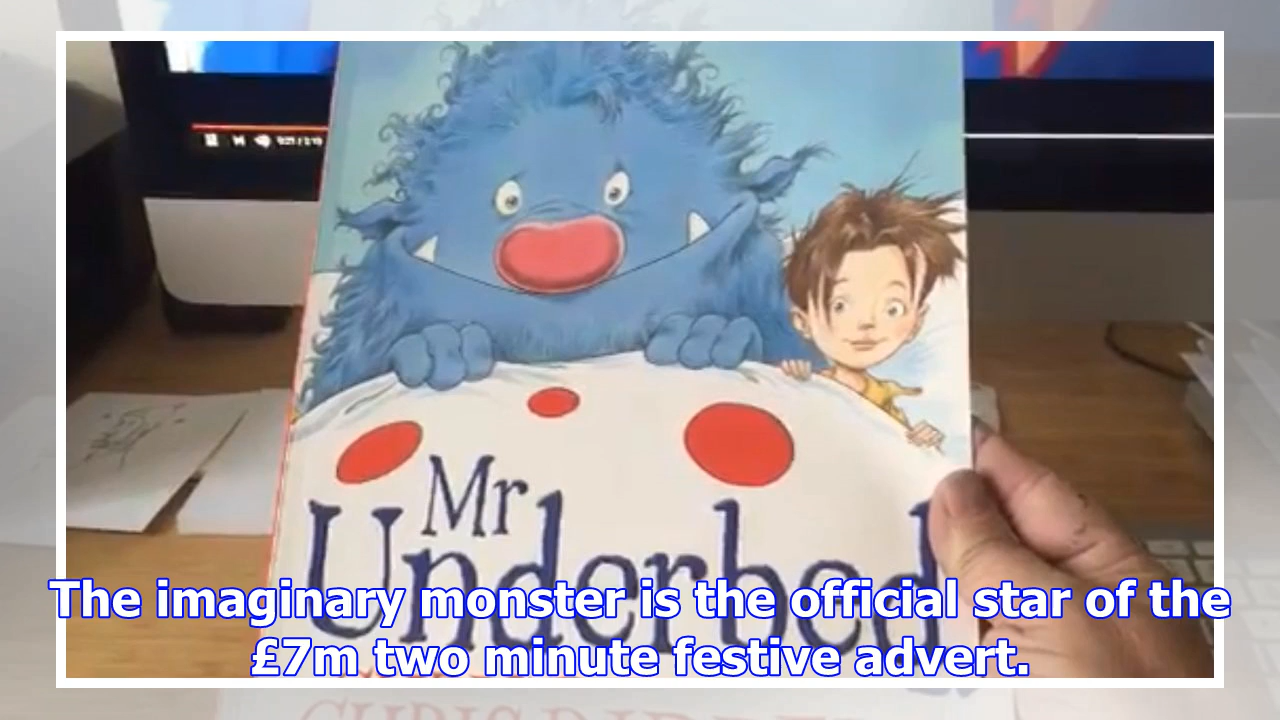 Mr
Underbed
The imaginary monster is the official star of the
£7m two minute festive advert.